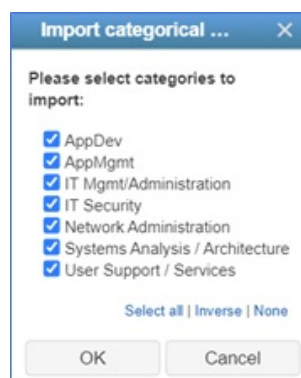 Import categorical ...
Please select categories to
import:
AppDev
AppMgmt
IT Mgmt/Administration
IT Security
Network Administration
Systems Analysis / Architecture
User Support / Services
Select all | Inverse | None
OK Cancel